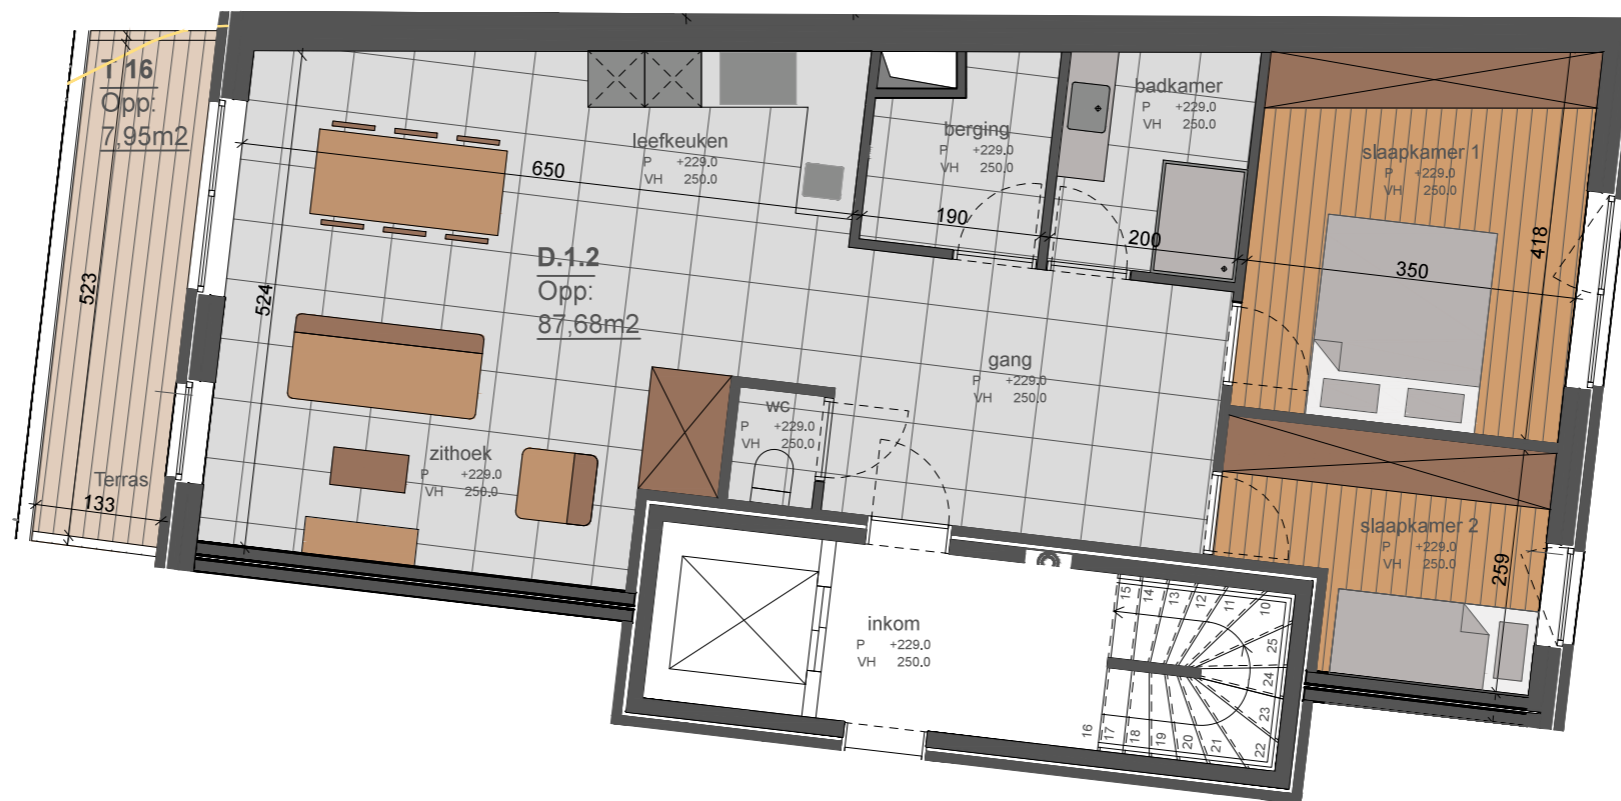 T 16
Opp:
7,95m2
leefkeuken
P +229.0
VH 250.0
berging
P +229.0
VH 250.0
badkamer
P +229.0
VH 250.0
slaapkamer 1
P +229.0
VH 250.0
650
190
200
350
418
523
524
D.1.2
Opp:
87,68m2
gang
P +229.0
VH 250.0
WC
P +229.0
VH 250.0
zithoek
P +229.0
VH 250.0
Terras
133
slaapkamer 2
P +229.0
VH 250.0
259
inkom
P +229.0
VH 250.0
15
14
13
12
11
10
25
24
23
22
21
20
19
18
17
16